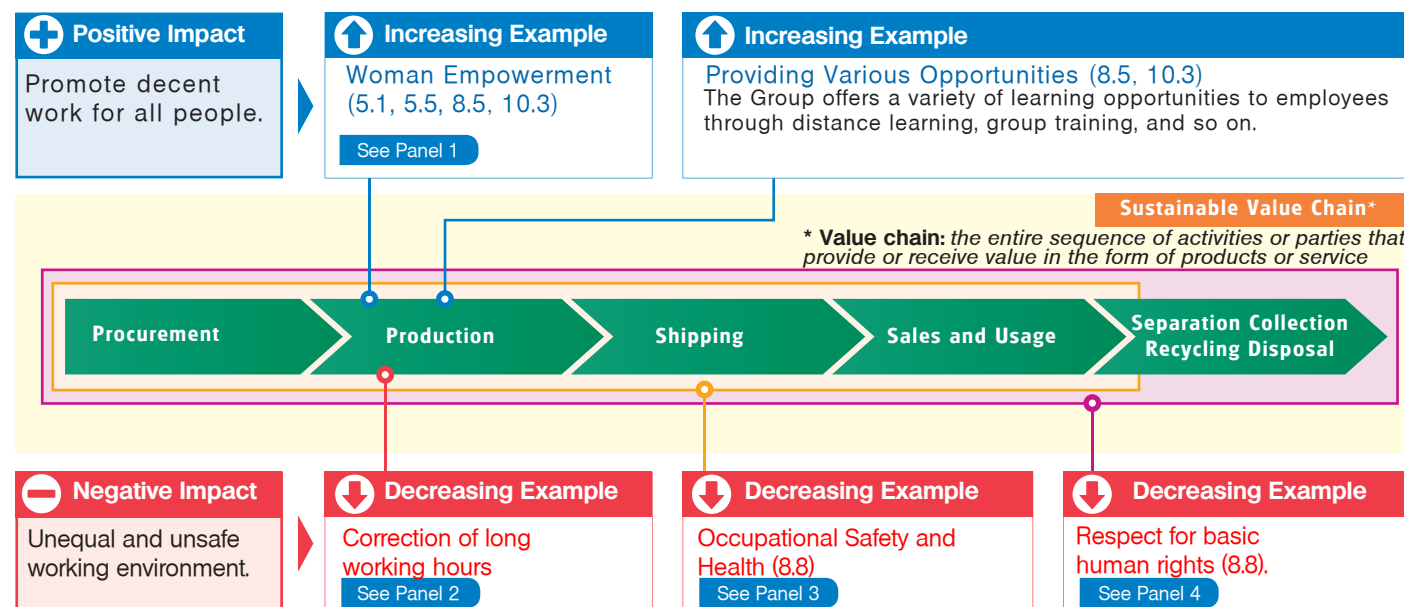 Positive Impact
Promote decent
work for all people.
Increasing Example
Woman Empowerment
(5.1, 5.5, 8.5, 10.3)
See Panel 1
Increasing Example
Providing Various Opportunities (8.5, 10.3)
The Group offers a variety of learning opportunities to employees
through distance learning, group training, and so on.
Sustainable Value Chain*
* Value chain: the entire sequence of activities or parties that
provide or receive value in the form of products or service
Procurement
Production
Shipping
Sales and Usage
Separation Collection
Recycling Disposal
Negative Impact
Unequal and unsafe
working environment.
Decreasing Example
Correction of long
working hours
See Panel 2
Decreasing Example
Occupational Safety and
Health (8.8)
See Panel 3
Decreasing Example
Respect for basic
human rights (8.8).
See Panel 4